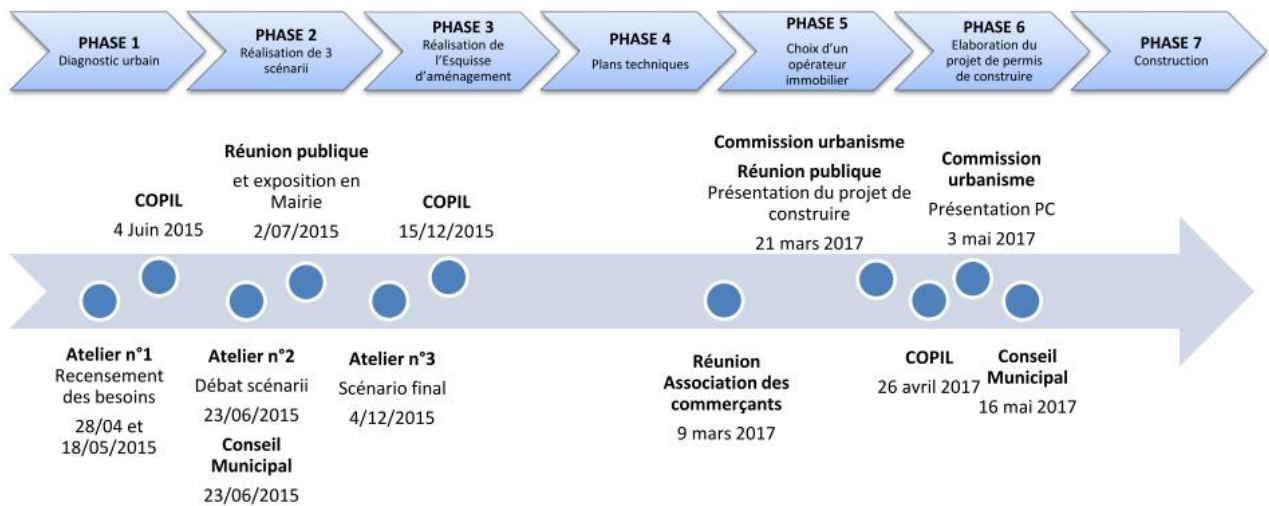 PHASE 1
Diagnostic urbain
PHASE 2
Réalisation de 3
scénarii
PHASE 3
Réalisation de
l'Esquisse
d'aménagement
PHASE 4
Plans techniques
PHASE 5
Choix d'un
opérateur
immobilier
PHASE 6
Elaboration du
projet de permis
de construire
PHASE 7
Construction
COPIL
4 Juin 2015
Réunion publique
et exposition en
Mairie
2/07/2015
COPIL
15/12/2015
Commission urbanisme
Réunion publique
Présentation du projet de
construire
21 mars 2017
Commission
urbanisme
Présentation PC
3 mai 2017
Atelier n°1
Recensement
des besoins
28/04 et
18/05/2015
Atelier n°2
Débat scénarii
23/06/2015
Conseil
Municipal
23/06/2015
Atelier n°3
Scénario final
4/12/2015
Réunion
Association des
commerçants
9 mars 2017
COPIL
26 avril 2017
Conseil
Municipal
16 mai 2017